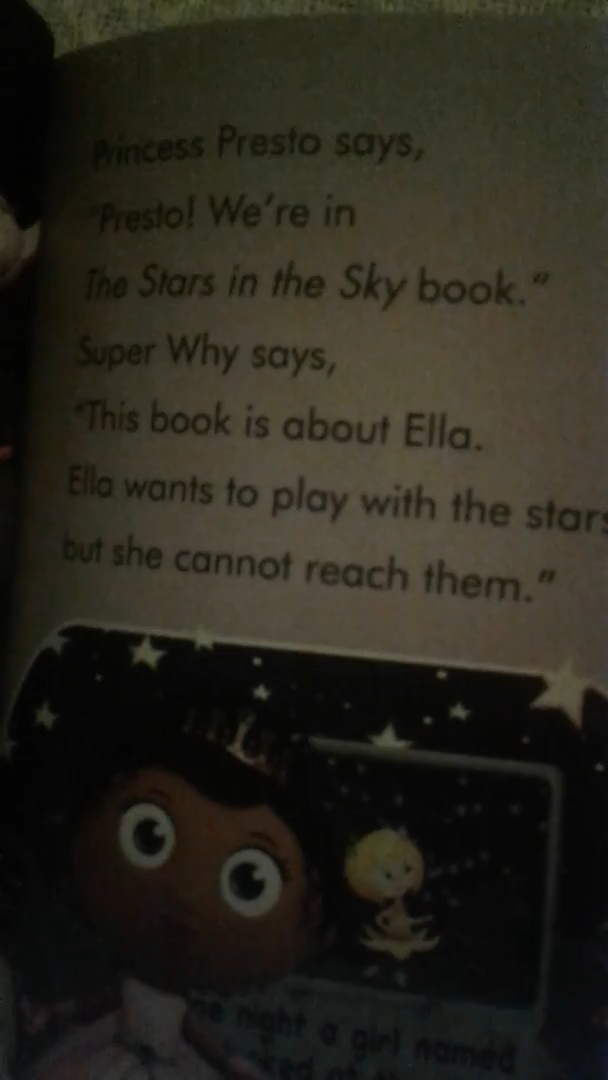 Princess Presto says,
"Presto! We're in
The Stars in the Sky book."
Super Why says,
"This book is about Ella.
Ella wants to play with the stars
but she cannot reach them."
night a girl named